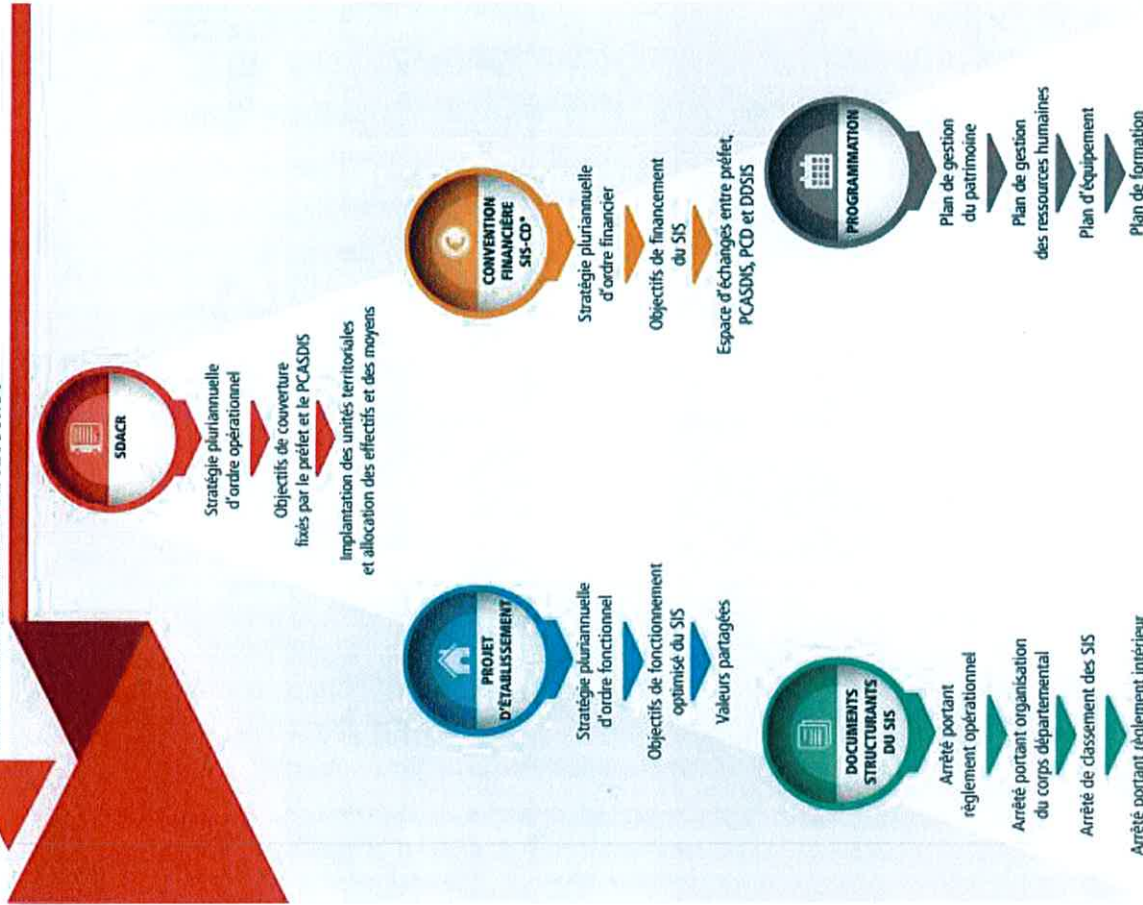 SDACR
Stratégie pluriannuelle
d'ordre opérationnel
Objectifs de couverture
fixés par le préfet et le PCASDIS
Implantation des unités territoriales
et allocation des effectifs et des moyens
PROJET
D'ÉTABLISSEMENT
Stratégie pluriannuelle
d'ordre fonctionnel
Objectifs de fonctionnement
optimisé du SIS
Valeurs partagées
CONVENTION
FINANCIÈRE
SIS-CD*
Stratégie pluriannuelle
d'ordre financier
Objectifs de financement
du SIS
Espace d'échanges entre préfet,
PCASDIS, PCD et DDSIS
DOCUMENTS
STRUCTURANTS
DU SIS
Arrêté portant
règlement opérationnel
Arrêté portant organisation
du corps départemental
Arrêté de classement des SIS
Arrêté portant règlement intérieur
PROGRAMMATION
Plan de gestion
du patrimoine
Plan de gestion
des ressources humaines
Plan d'équipement
Plan de formation